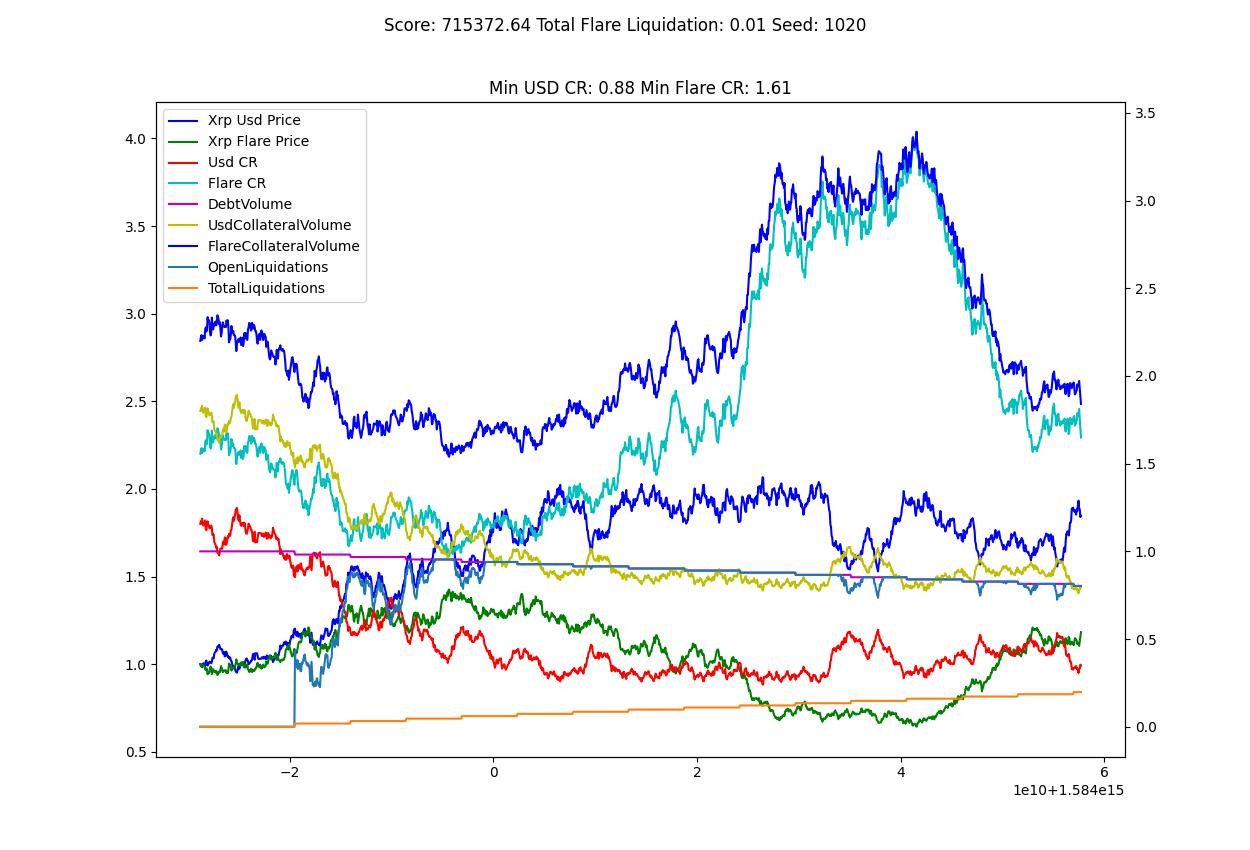 Score: 715372.64 Total Flare Liquidation: 0.01 Seed: 1020
Min USD CR: 0.88 Min Flare CR: 1.61
Xrp Usd Price
Xrp Flare Price
Usd CR
Flare CR
DebtVolume
UsdCollateralVolume
FlareCollateralVolume
OpenLiquidations
TotalLiquidations
4.0
3.5
3.0
2.5
2.0
1.5
1.0
0.5
3.5
3.0
2.5
2.0
1.5
1.0
0.5
0.0
−2
0
2
4
6
1e10+1.584e15